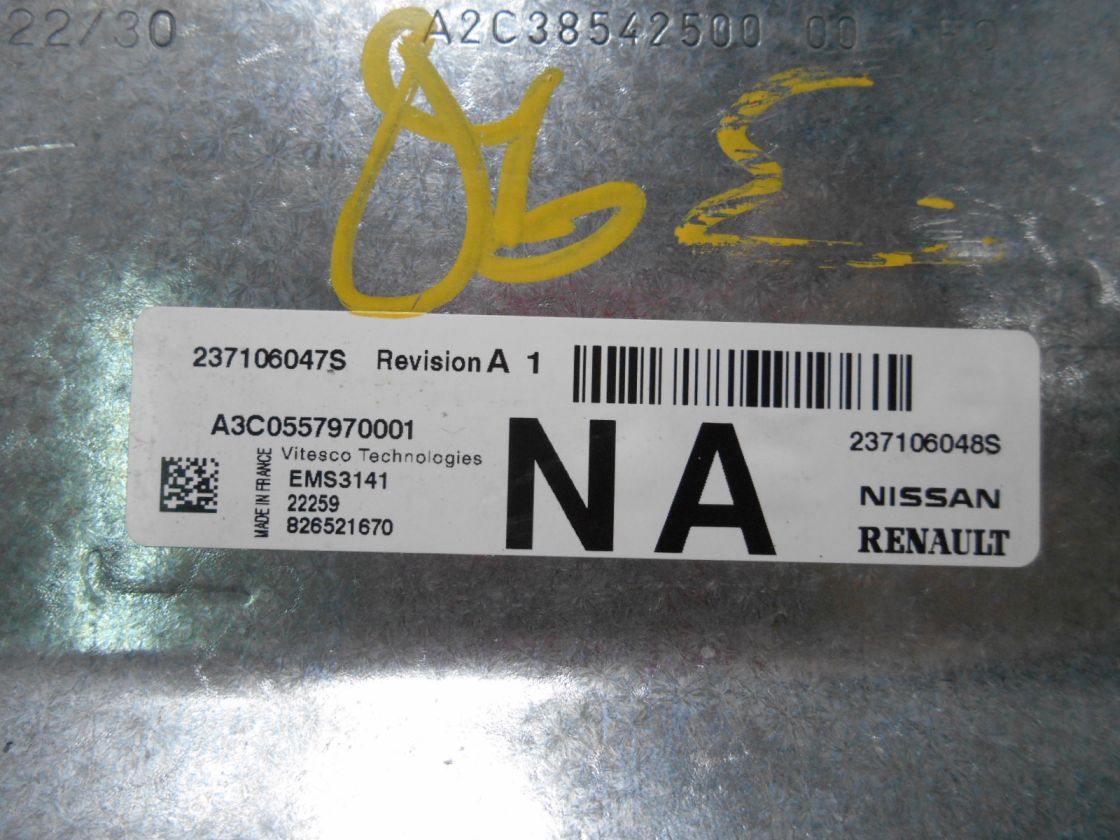 22/30 A2C38542500 00
237106047S Revision A 1
A3C0557970001
Vitesco Technologies
MADE IN FRANCE
EMS3141
22259
826521670
NA
237106048S
NISSAN
RENAULT